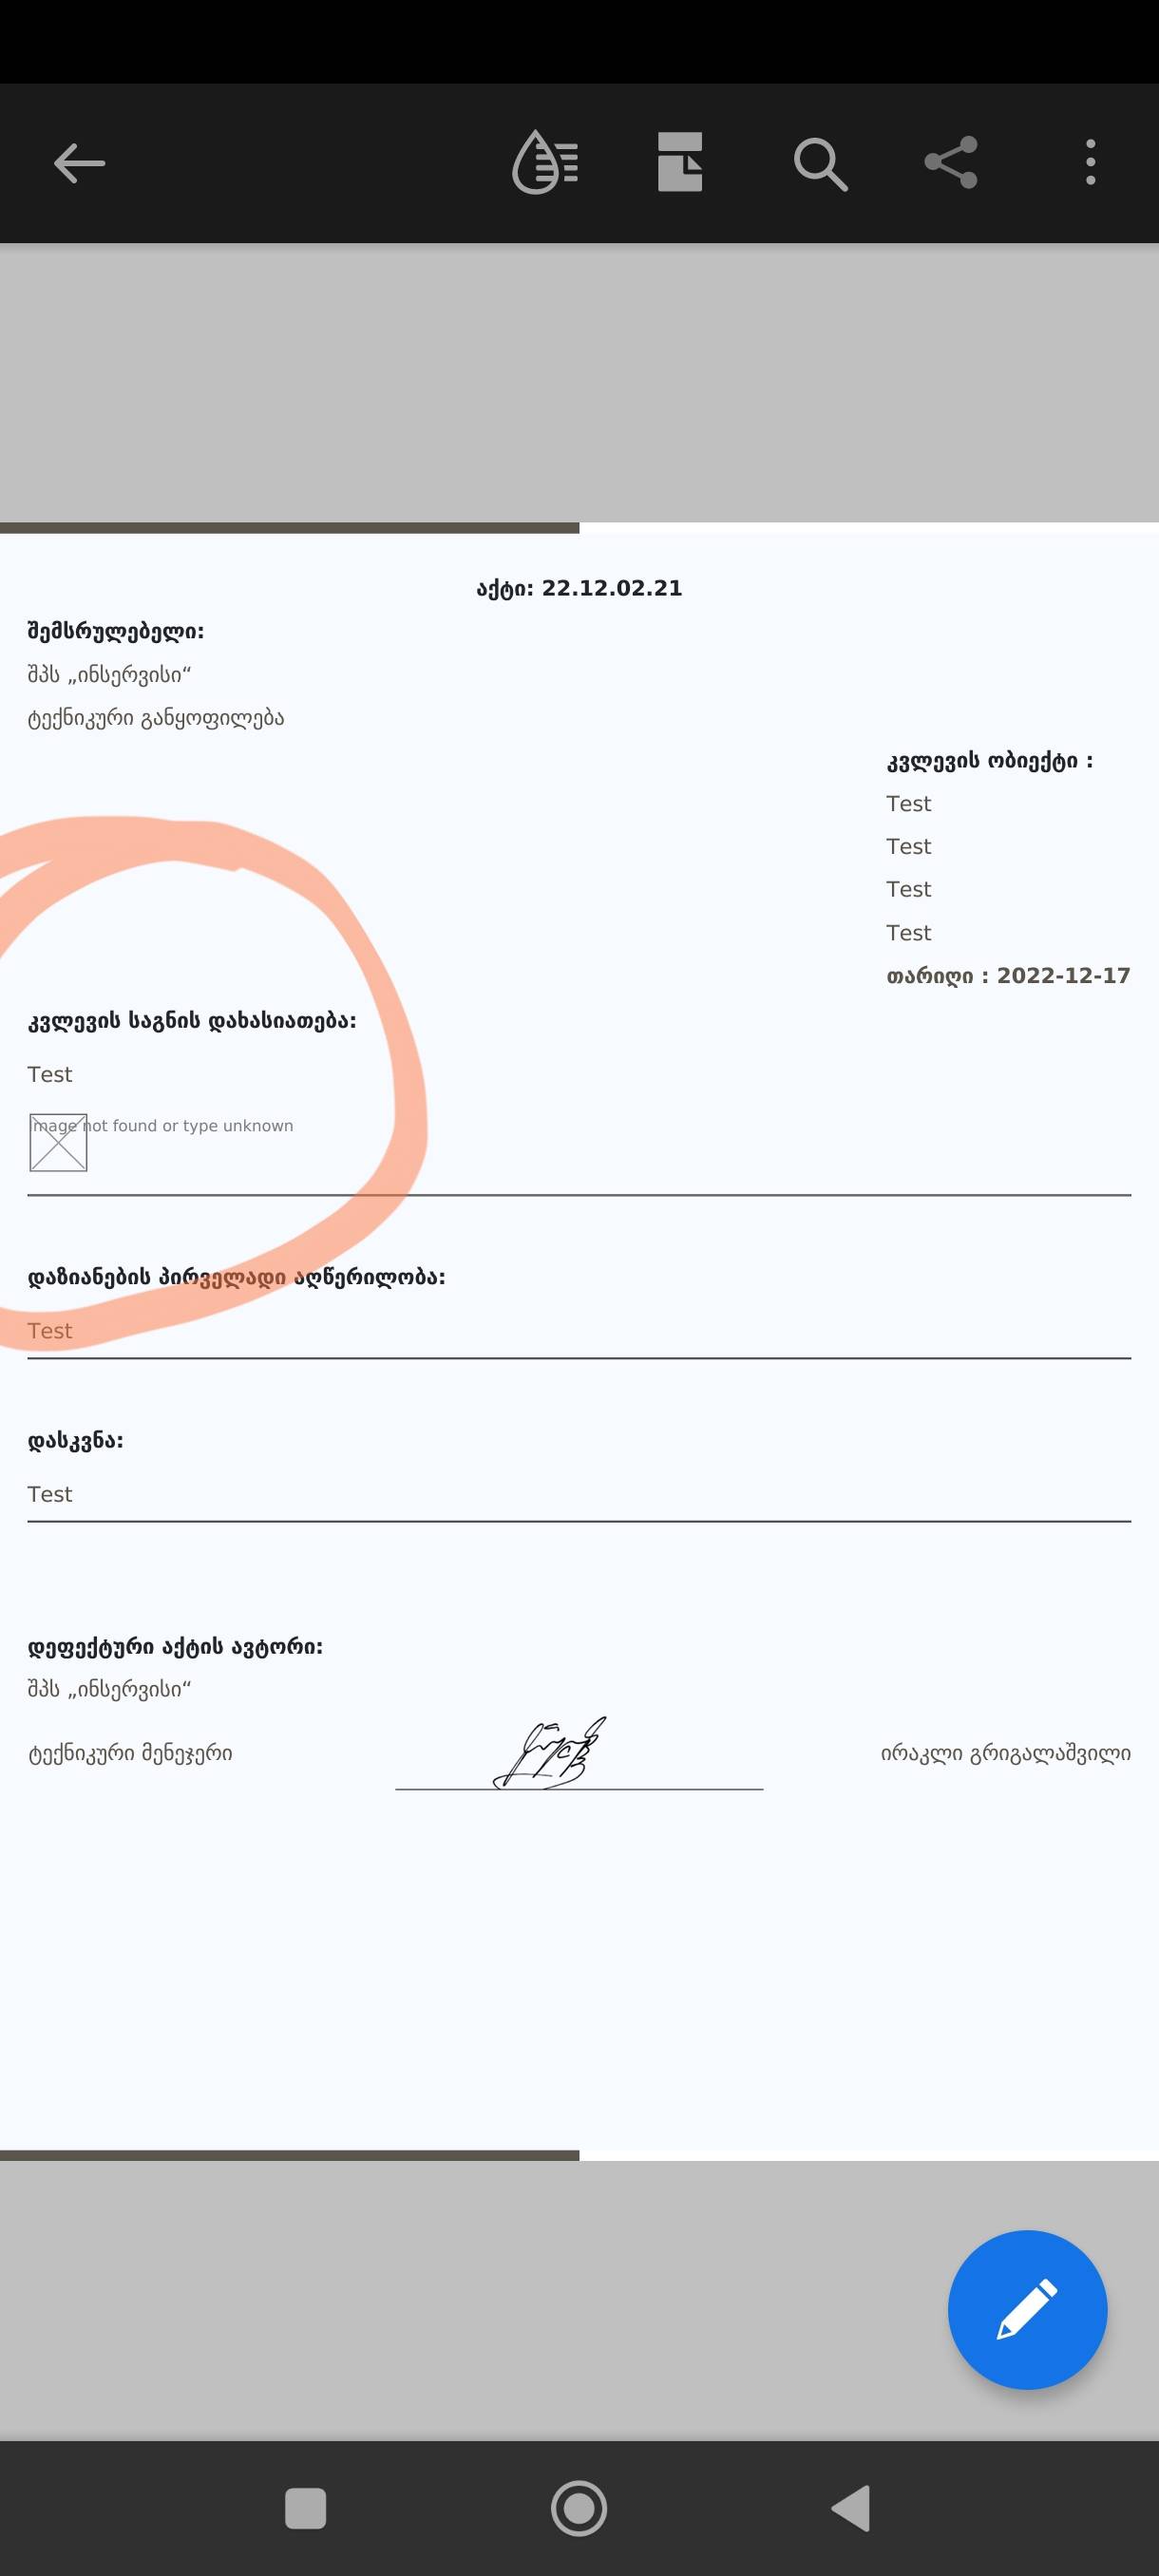 აქტი: 22.12.02.21
შემსრულებელი:
შპს „ინსერვისი“
ტექნიკური განყოფილება
კვლევის ობიექტი :
Test
Test
Test
Test
თარიღი : 2022-12-17
კვლევის საგნის დახასიათება:
Test
Image not found or type unknown
დაზიანების პირველადი აღწერილობა:
Test
დასკვნა:
Test
დეფექტური აქტის ავტორი:
შპს „ინსერვისი“
ტექნიკური მენეჯერი
ირაკლი გრიგალაშვილი